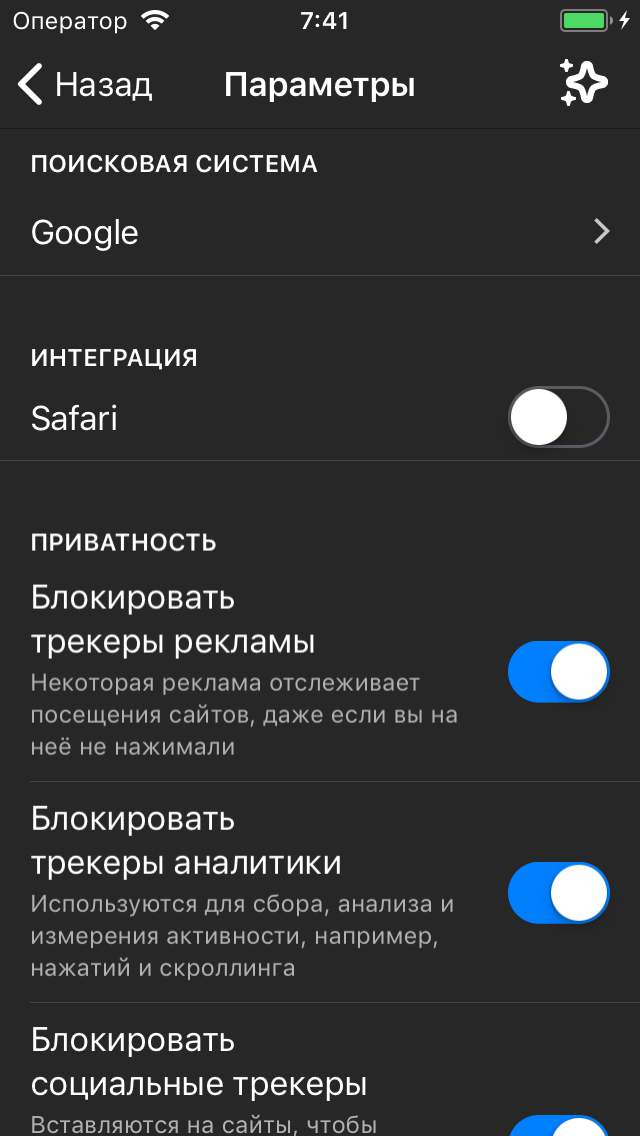 Оператор 7:41
Назад Параметры
ПОИСКОВАЯ СИСТЕМА
Google
ИНТЕГРАЦИЯ
Safari
ПРИВАТНОСТЬ
Блокировать
трекеры рекламы
Некоторая реклама отслеживает
посещения сайтов, даже если вы на
неё не нажимали
Блокировать
трекеры аналитики
Используются для сбора, анализа и
измерения активности, например,
нажатий и скроллинга
Блокировать
социальные трекеры
Вставляются на сайты, чтобы